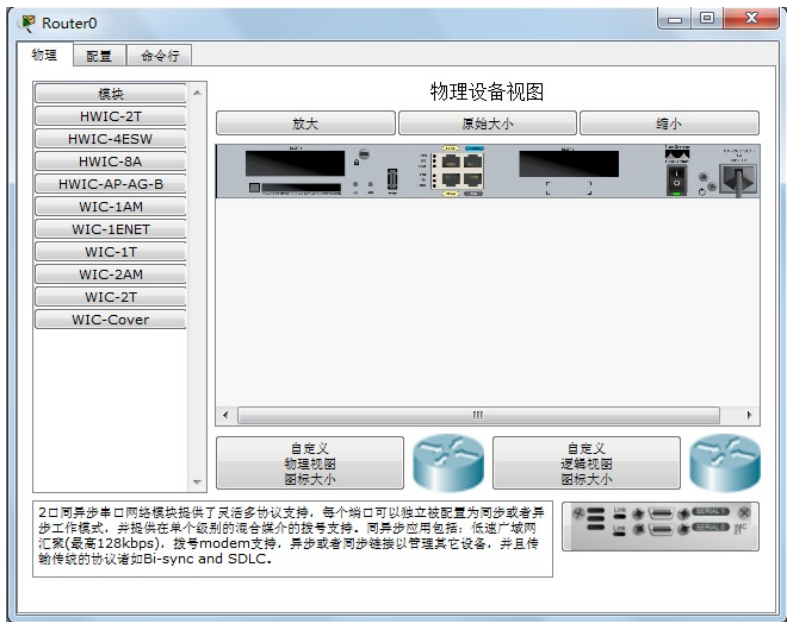 Router0
物理
配置
命令行
模块
HWIC-2T
HWIC-4ESW
HWIC-8A
HWIC-AP-AG-B
WIC-1AM
WIC-1ENET
WIC-1T
WIC-2AM
WIC-2T
WIC-Cover
物理设备视图
放大
原始大小
缩小
自定义
物理视图
图标大小
自定义
逻辑视图
图标大小
2口同异步串口网络模块提供了灵活多协议支持，每个端口可以独立被配置为同步或者异
步工作模式，并提供在单个级别的混合媒介的拨号支持。同异步应用包括：低速广域网
汇聚(最高128kbps)，拨号modem支持，异步或者同步链接以管理其它设备，并且传
输传统的协议诸如Bi-sync and SDLC。
Link
SERIAL 1
Link
SERIAL 0
WIC